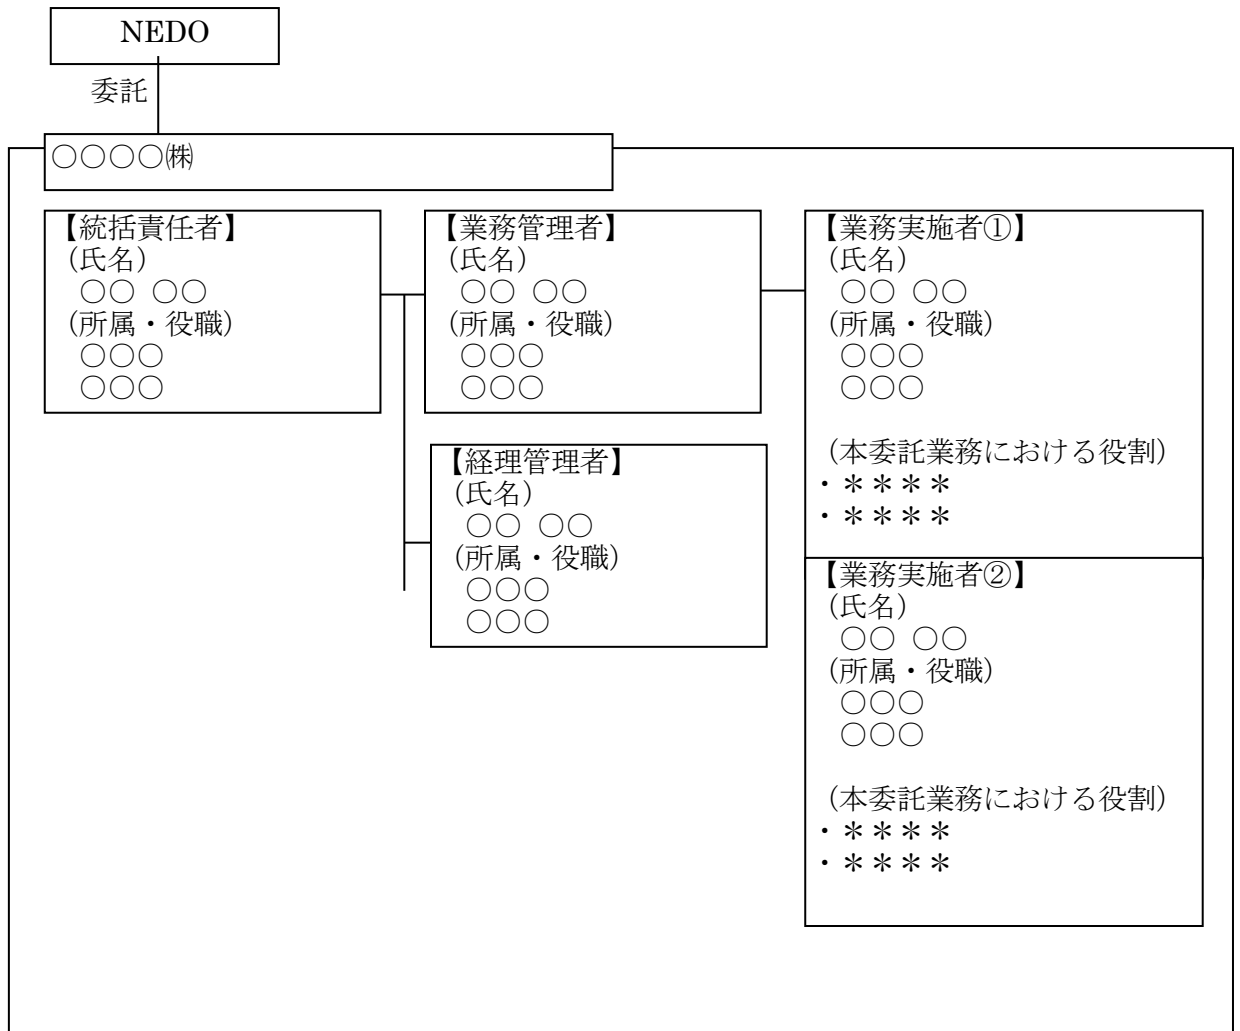 NEDO
委託
○○○○㈱
【統括責任者】
(氏名)
○○ ○○
(所属・役職)
○○○
○○○
【業務管理者】
(氏名)
○○ ○○
(所属・役職)
○○○
○○○
【経理管理者】
(氏名)
○○ ○○
(所属・役職)
○○○
○○○
【業務実施者①】
(氏名)
○○ ○○
(所属・役職)
○○○
○○○
(本委託業務における役割)
・＊＊＊＊
・＊＊＊＊
【業務実施者②】
(氏名)
○○ ○○
(所属・役職)
○○○
○○○
(本委託業務における役割)
・＊＊＊＊
・＊＊＊＊